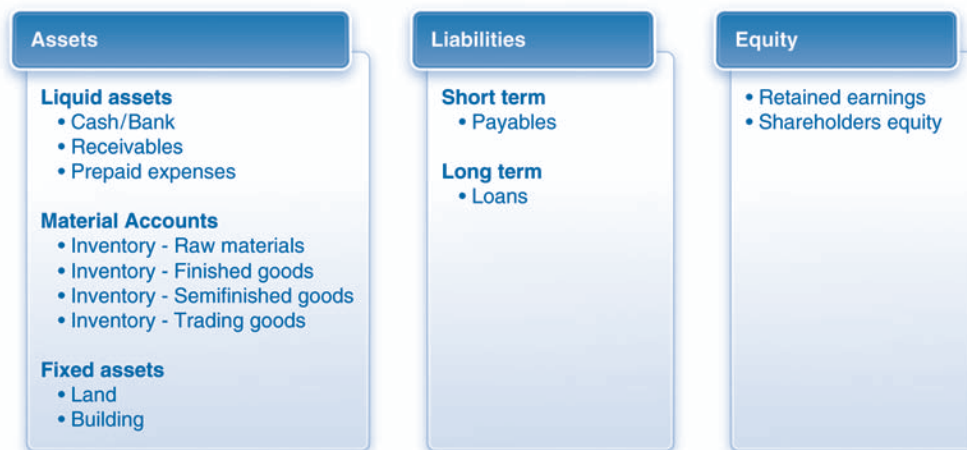 Assets
Liquid assets
• Cash/Bank
• Receivables
• Prepaid expenses
Material Accounts
• Inventory - Raw materials
• Inventory - Finished goods
• Inventory - Semifinished goods
• Inventory - Trading goods
Fixed assets
• Land
• Building
Liabilities
Short term
• Payables
Long term
• Loans
Equity
• Retained earnings
• Shareholders equity